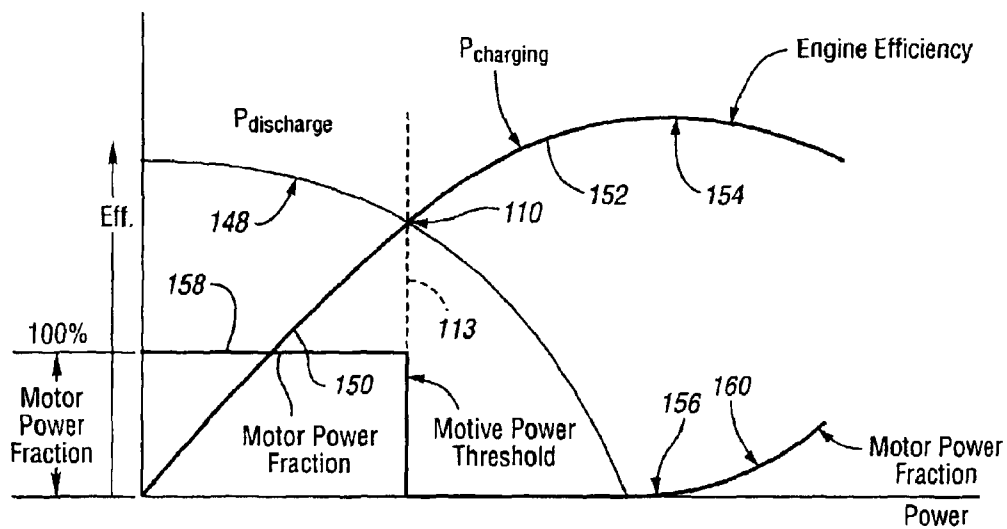 P_charging
Engine Efficiency
P_discharge
152
154
148
110
Eff.
158
113
100%
150
156
160
Motor
Power
Fraction
Motor Power
Fraction
Motive Power
Threshold
Motor Power
Fraction
Power